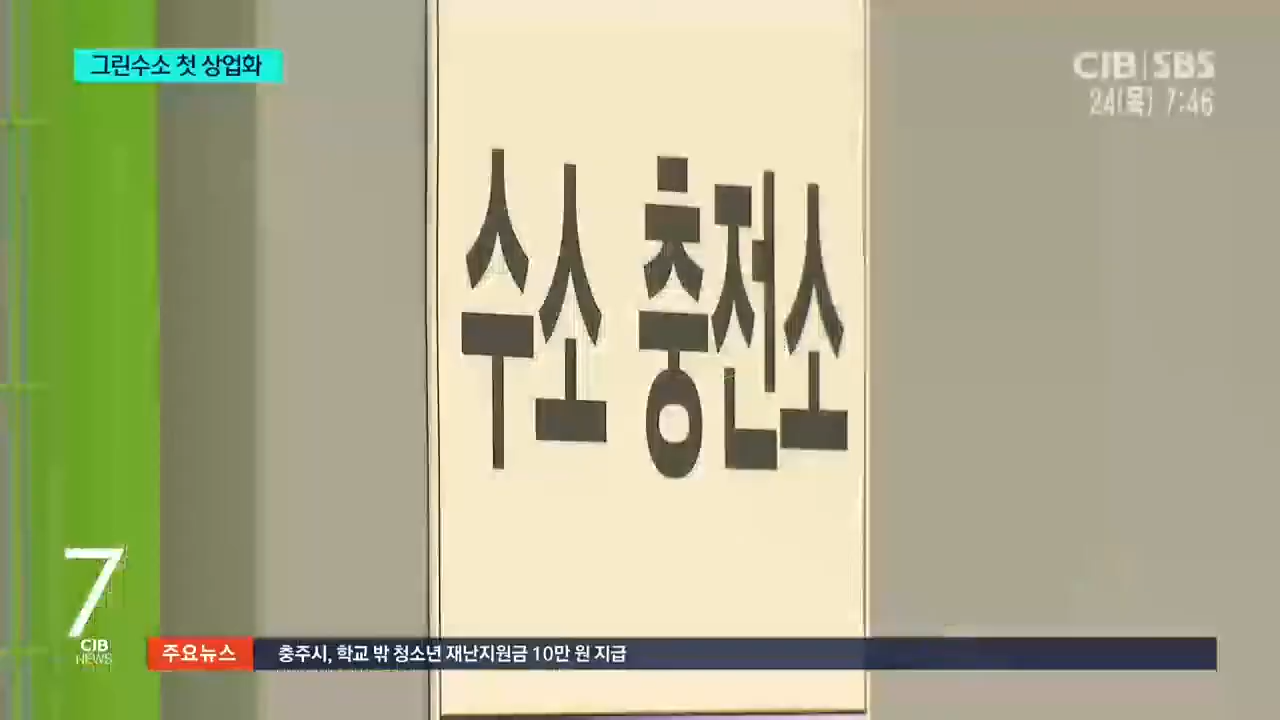 그린수소 첫 상업화
CJB SBS
24(목) 7:46
수소 충전소
7
CJB
NEWS
주요뉴스
충주시, 학교 밖 청소년 재난지원금 10만 원 지급